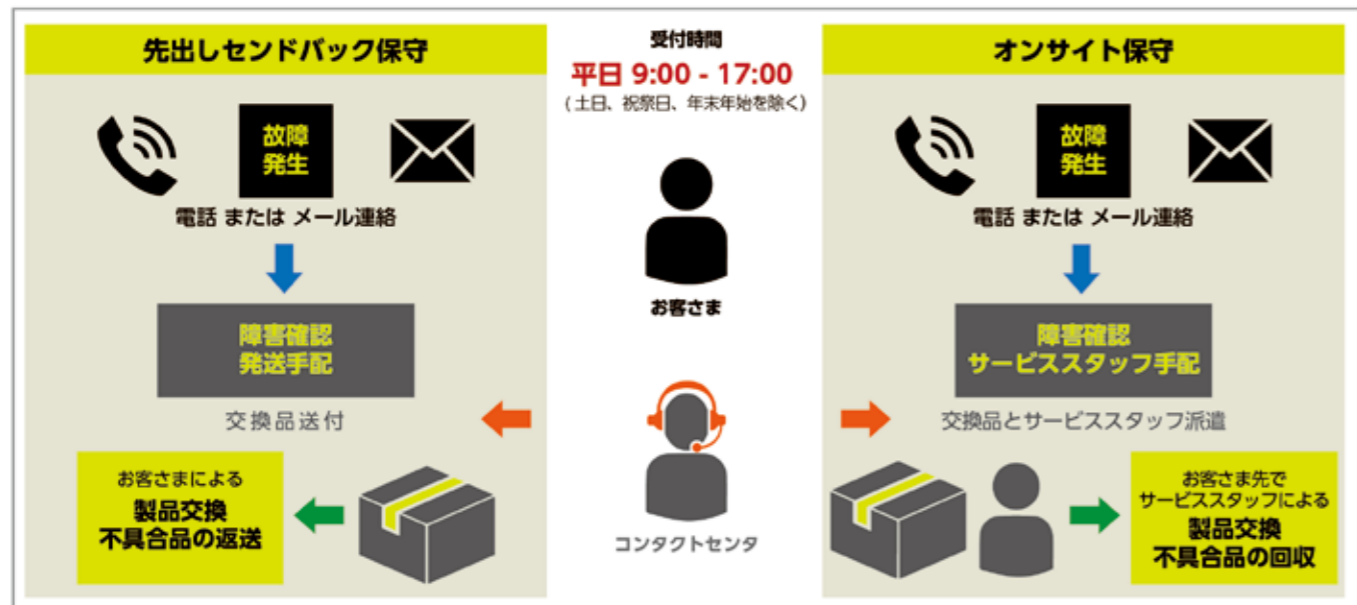 先出しセンドバック保守
故障
発生
電話 または メール連絡
障害確認
発送手配
交換品送付
お客さまによる
製品交換
不具合品の返送
受付時間
平日 9:00 - 17:00
(土日、祝祭日、年末年始を除く)
お客さま
コンタクトセンタ
オンサイト保守
故障
発生
電話 または メール連絡
障害確認
サービススタッフ手配
交換品とサービススタッフ派遣
お客さま先で
サービススタッフによる
製品交換
不具合品の回収